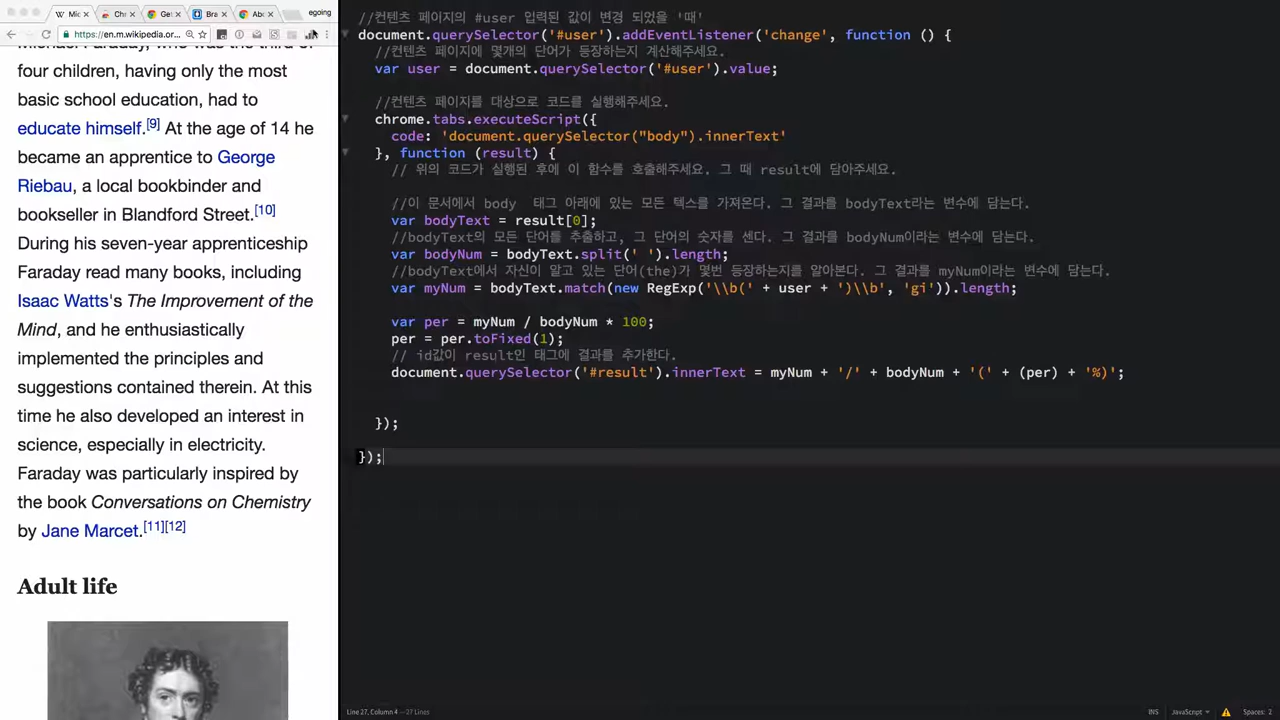 Mic
Chr
Get
Bra
Abo
egoing
https://en.m.wikipedia.or...
four children, having only the most
basic school education, had to
educate himself.[9] At the age of 14 he
became an apprentice to George
Riebau, a local bookbinder and
bookseller in Blandford Street.[10]
During his seven-year apprenticeship
Faraday read many books, including
Isaac Watts's The Improvement of the
Mind, and he enthusiastically
implemented the principles and
suggestions contained therein. At this
time he also developed an interest in
science, especially in electricity.
Faraday was particularly inspired by
the book Conversations on Chemistry
by Jane Marcet.[11][12]
Adult life
//컨텐츠 페이지의 #user 입력된 값이 변경 되었을 '때'
document.querySelector('#user').addEventListener('change', function () {
//컨텐츠 페이지에 몇개의 단어가 등장하는지 계산해주세요.
var user = document.querySelector('#user').value;
//컨텐츠 페이지를 대상으로 코드를 실행해주세요.
chrome.tabs.executeScript({
code: 'document.querySelector("body").innerText'
}, function (result) {
// 위의 코드가 실행된 후에 이 함수를 호출해주세요. 그 때 result에 담아주세요.
//이 문서에서 body 태그 아래에 있는 모든 텍스를 가져온다. 그 결과를 bodyText라는 변수에 담는다.
var bodyText = result[0];
//bodyText의 모든 단어를 추출하고, 그 단어의 숫자를 센다. 그 결과를 bodyNum이라는 변수에 담는다.
var bodyNum = bodyText.split(' ').length;
//bodyText에서 자신이 알고 있는 단어(the)가 몇번 등장하는지를 알아본다. 그 결과를 myNum이라는 변수에 담는다.
var myNum = bodyText.match(new RegExp('\\b(' + user + ')\\b', 'gi')).length;
var per = myNum / bodyNum * 100;
per = per.toFixed(1);
// id값이 result인 태그에 결과를 추가한다.
document.querySelector('#result').innerText = myNum + '/' + bodyNum + '(' + (per) + '%)';
});
});
Line 27, Column 4 — 27 Lines
INS
JavaScript
Spaces: 2